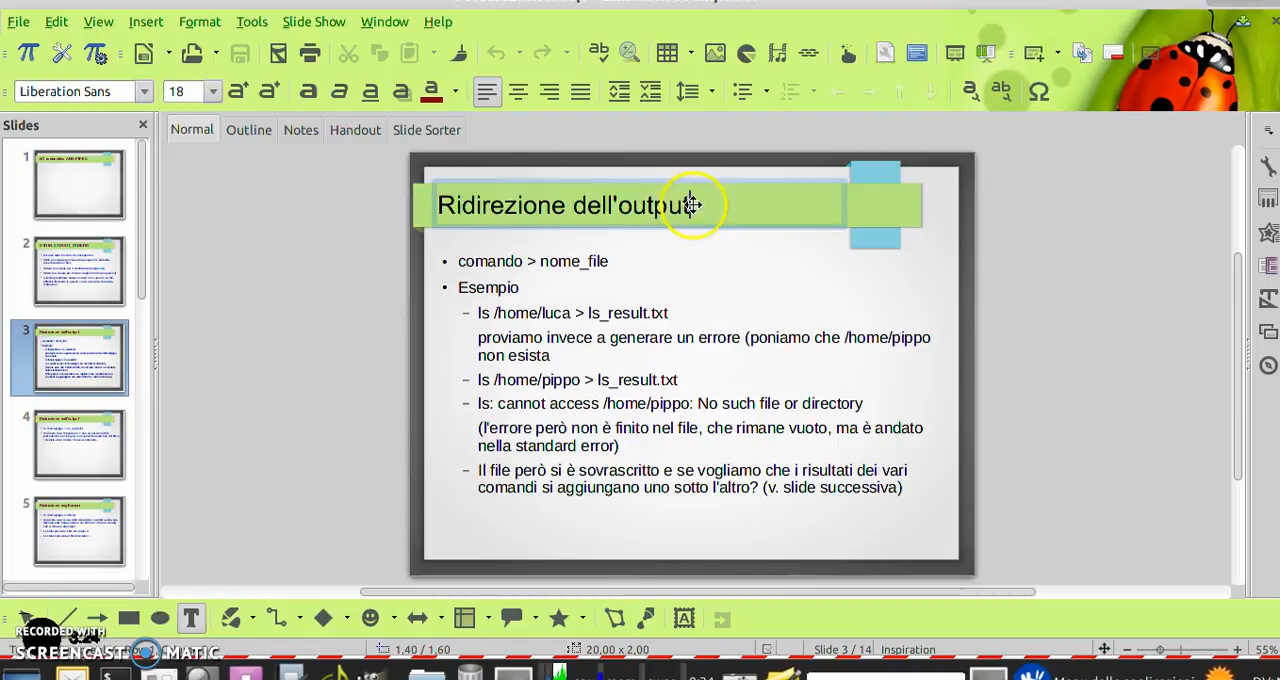 File Edit View Insert Format Tools Slide Show Window Help
Liberation Sans 18
Slides
Normal Outline Notes Handout Slide Sorter
1
2
3
4
5
Ridirezione dell'output
• comando > nome_file
• Esempio
– ls /home/luca > ls_result.txt
proviamo invece a generare un errore (poniamo che /home/pippo
non esista
– ls /home/pippo > ls_result.txt
– ls: cannot access /home/pippo: No such file or directory
(l'errore però non è finito nel file, che rimane vuoto, ma è andato
nella standard error)
– Il file però si è sovrascritto e se vogliamo che i risultati dei vari
comandi si aggiungano uno sotto l'altro? (v. slide successiva)
RECORDED WITH
SCREENCAST MATIC
1,40 / 1,60 20,00 x 2,00 Slide 3 / 14 Inspiration 55%